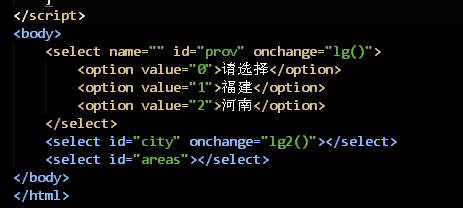 }
</script>
<body>
<select name="" id="prov" onchange="lg()">
<option value="0">请选择</option>
<option value="1">福建</option>
<option value="2">河南</option>
</select>
<select id="city" onchange="lg2()"></select>
<select id="areas"></select>
</body>
</html>